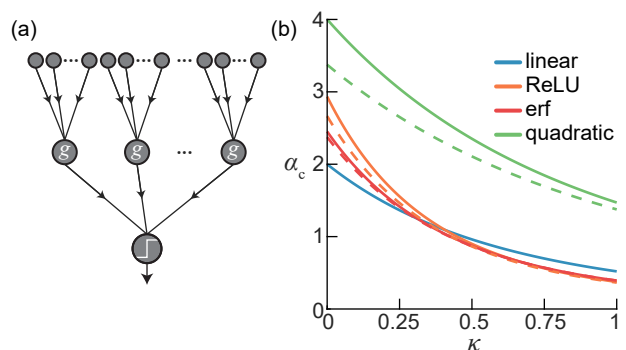 (a)
...
...
...
...
...
g
g
...
g
(b)
4
3
2
1
0
α_c
linear
ReLU
erf
quadratic
0
0.25
0.5
0.75
1
κ